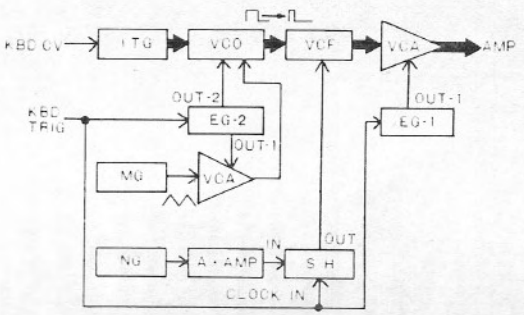 KBD CV
ITG
VCO
VCF
VCA
AMP
OUT-2
OUT-1
KBD
TRIG
EG-2
EG-1
OUT-1
MG
VCA
OUT
IN
NG
A · AMP
S/H
CLOCK IN